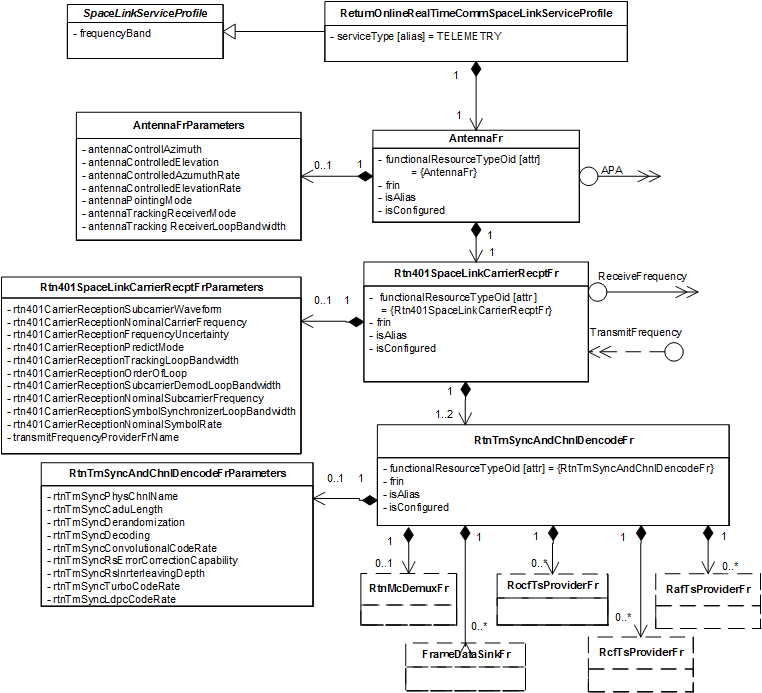 SpaceLinkServiceProfile
- frequencyBand
ReturnOnlineRealTimeCommSpaceLinkServiceProfile
- serviceType [alias] = TELEMETRY
1
1
AntennaFrParameters
- antennaControllAzimuth
- antennaControlledElevation
- antennaControlledAzumuthRate
- antennaControlledElevationRate
- antennaPointingMode
- antennaTrackingReceiverMode
- antennaTracking ReceiverLoopBandwidth
0..1
1
AntennaFr
- functionalResourceTypeOid [attr]
= {AntennaFr}
- frin
- isAlias
- isConfigured
APA
1
1
Rtn401SpaceLinkCarrierRecptFrParameters
- rtn401CarrierReceptionSubcarrierWaveform
- rtn401CarrierReceptionNominalCarrierFrequency
- rtn401CarrierReceptionFrequencyUncertainty
- rtn401CarrierReceptionPredictMode
- rtn401CarrierReceptionTrackingLoopBandwidth
- rtn401CarrierReceptionOrderOfLoop
- rtn401CarrierReceptionSubcarrierDemodLoopBandwidth
- rtn401CarrierReceptionNominalSubcarrierFrequency
- rtn401CarrierReceptionSymbolSynchronizerLoopBandwidth
- rtn401CarrierReceptionNominalSymbolRate
- transmitFrequencyProviderFrName
0..1
1
Rtn401SpaceLinkCarrierRecptFr
- functionalResourceTypeOid [attr ]
= {Rtn401SpaceLinkCarrierRecptFr}
- frin
- isAlias
- isConfigured
ReceiveFrequency
TransmitFrequency
1
1..2
RtnTmSyncAndChnlDencodeFrParameters
- rtnTmSyncPhysChnlName
- rtnTmSyncCaduLength
- rtnTmSyncDerandomization
- rtnTmSyncDecoding
- rtnTmSyncConvolutionalCodeRate
- rtnTmSyncRsErrorCorrectionCapability
- rtnTmSyncRsInrterleavingDepth
- rtnTmSyncTurboCodeRate
- rtnTmSyncLdpcCodeRate
0..1
1
RtnTmSyncAndChnlDencodeFr
- functionalResourceTypeOid [attr] = {RtnTmSyncAndChnlDencodeFr}
- frin
- isAlias
- isConfigured
1
1
1
1
1
0..1
0..*
0..*
0..*
0..*
RtnMcDemuxFr
RocfTsProviderFr
RafTsProviderFr
FrameDataSinkFr
RcfTsProviderFr